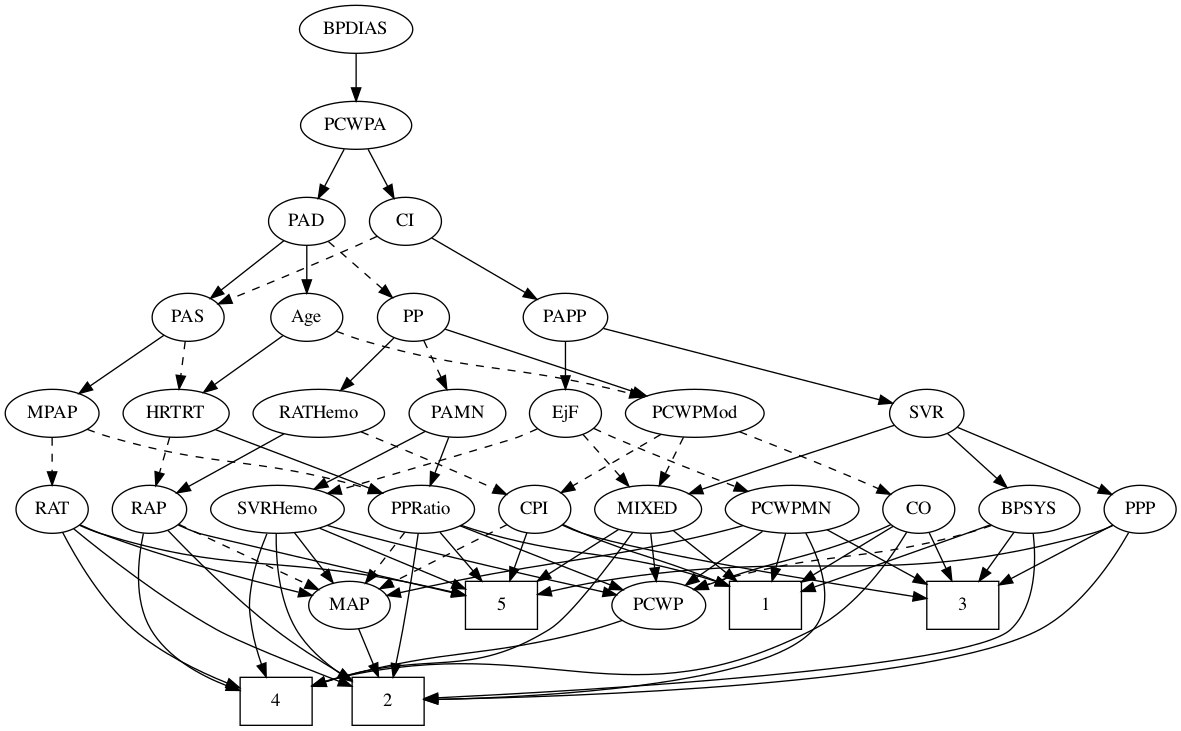 BPDIAS
PCWPA
PAD
CI
PAS
Age
PP
PAPP
MPAP
HRTRT
RATHemo
PAMN
EjF
PCWPMod
SVR
RAT
RAP
SVRHemo
PPRatio
CPI
MIXED
PCWPMN
CO
BPSYS
PPP
MAP
5
PCWP
1
3
4
2